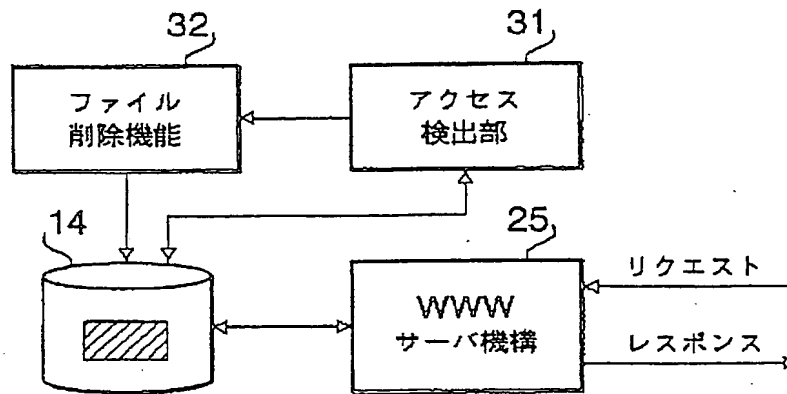 32
ファイル
削除機能
31
アクセス
検出部
14
25
WWW
サーバ機構
リクエスト
レスポンス